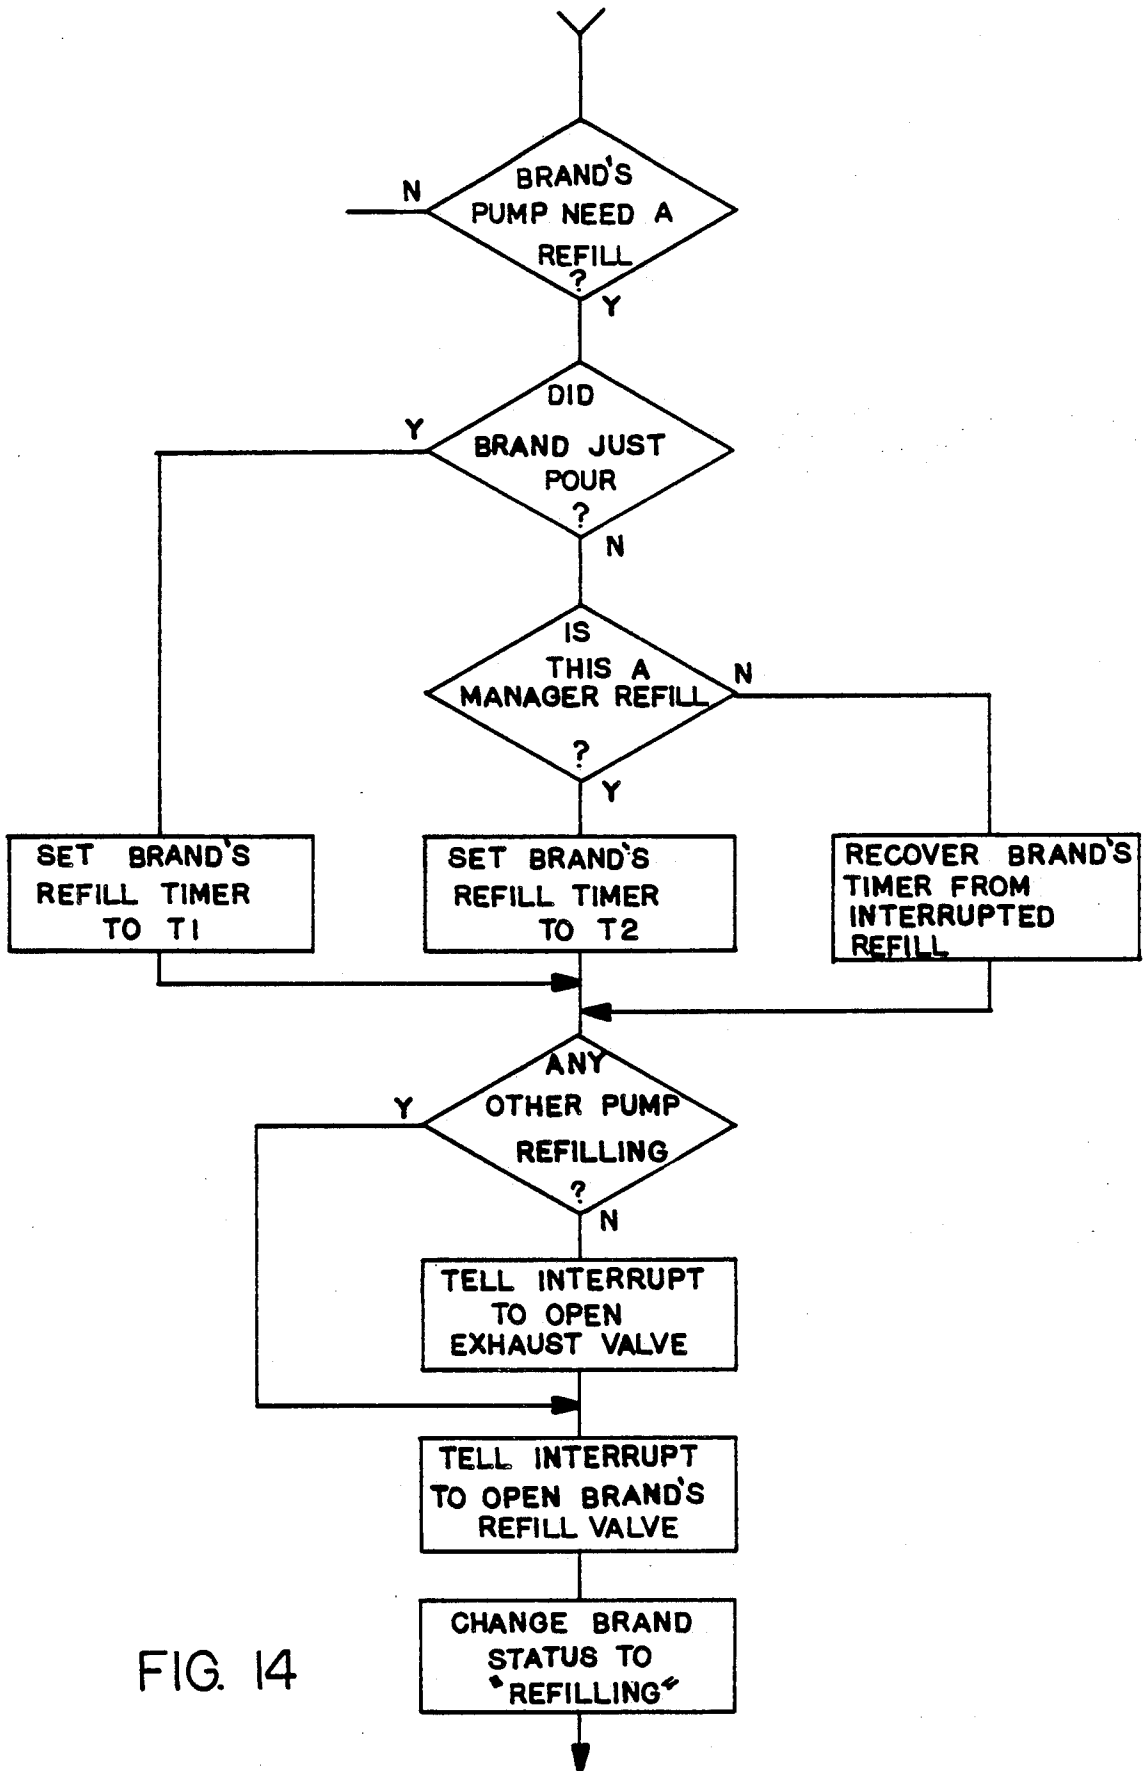 N
BRAND'S
PUMP NEED A
REFILL
?
Y
DID
Y
BRAND JUST
POUR
?
N
IS
THIS A
N
MANAGER REFILL
?
Y
SET BRAND'S
REFILL TIMER
TO T1
SET BRAND'S
REFILL TIMER
TO T2
RECOVER BRAND'S
TIMER FROM
INTERRUPTED
REFILL
ANY
Y
OTHER PUMP
REFILLING
?
N
TELL INTERRUPT
TO OPEN
EXHAUST VALVE
TELL INTERRUPT
TO OPEN BRAND'S
REFILL VALVE
CHANGE BRAND
STATUS TO
"REFILLING"
FIG. 14